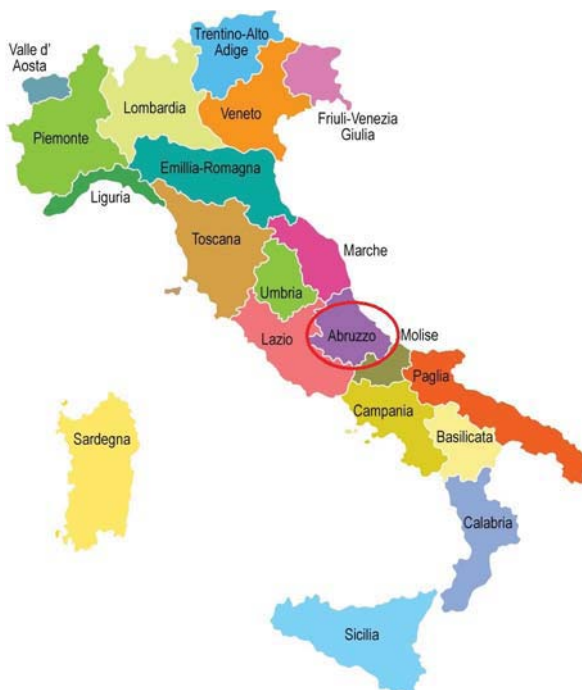 Trentino-Alto
Adige
Valle d'
Aosta
Lombardia
Veneto
Friuli-Venezia
Giulia
Piemonte
Emillia-Romagna
Liguria
Toscana
Marche
Umbria
Lazio
Abruzzo
Molise
Paglia
Campania
Basilicata
Sardegna
Calabria
Sicilia